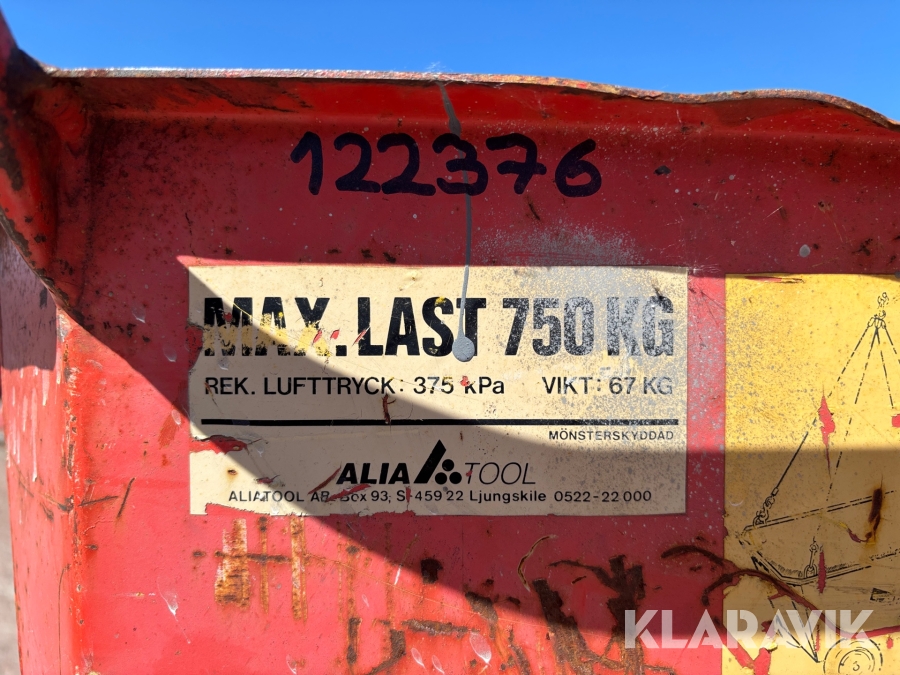 122376
MAX. LAST 750 KG
REK. LUFTTRYCK: 375 kPa VIKT: 67 KG
MÖNSTERSKYDDAD
ALIA TOOL
ALIATOOL AB, Box 93, S-459 22 Ljungskile 0522-22 000
KLARAVIK
3